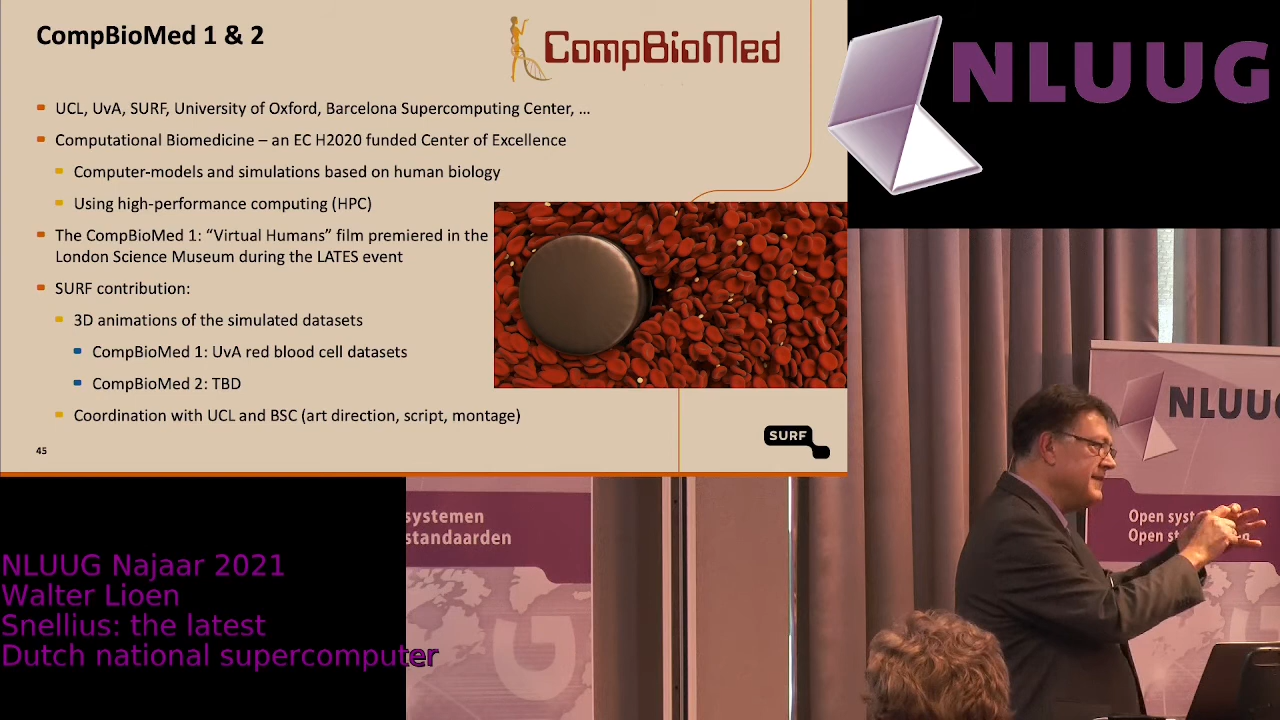 CompBioMed 1 & 2
CompBioMed
UCL, UvA, SURF, University of Oxford, Barcelona Supercomputing Center, …
Computational Biomedicine – an EC H2020 funded Center of Excellence
Computer-models and simulations based on human biology
Using high-performance computing (HPC)
The CompBioMed 1: “Virtual Humans” film premiered in the
London Science Museum during the LATES event
SURF contribution:
3D animations of the simulated datasets
CompBioMed 1: UvA red blood cell datasets
CompBioMed 2: TBD
Coordination with UCL and BSC (art direction, script, montage)
45
SURF
NLUUG
NLUUG
Open
Open
systemen
standaarden
G
NLUUG Najaar 2021
Walter Lioen
Snellius: the latest
Dutch national supercomputer